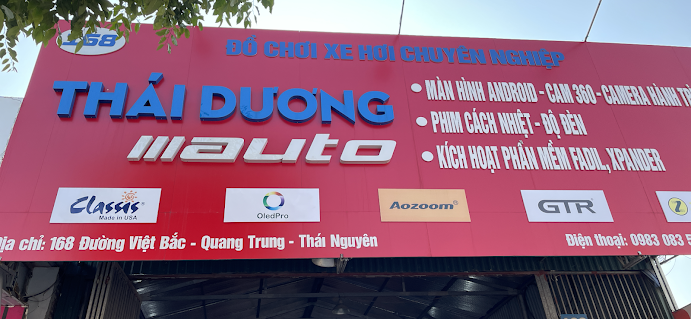 168
ĐỒ CHƠI XE HƠI CHUYÊN NGHIỆP
THÁI DƯƠNG
auto
• MÀN HÌNH ANDROID - CAM 360 - CAMERA HÀNH
• PHIM CÁCH NHIỆT - ĐỘ ĐÈN
• KÍCH HOẠT PHẦN MỀM FADIL, XPANDER
Classis
Made in USA
OledPro
Aozoom
GTR
Địa chỉ: 168 Đường Việt Bắc - Quang Trung - Thái Nguyên
Điện thoại: 0983 083